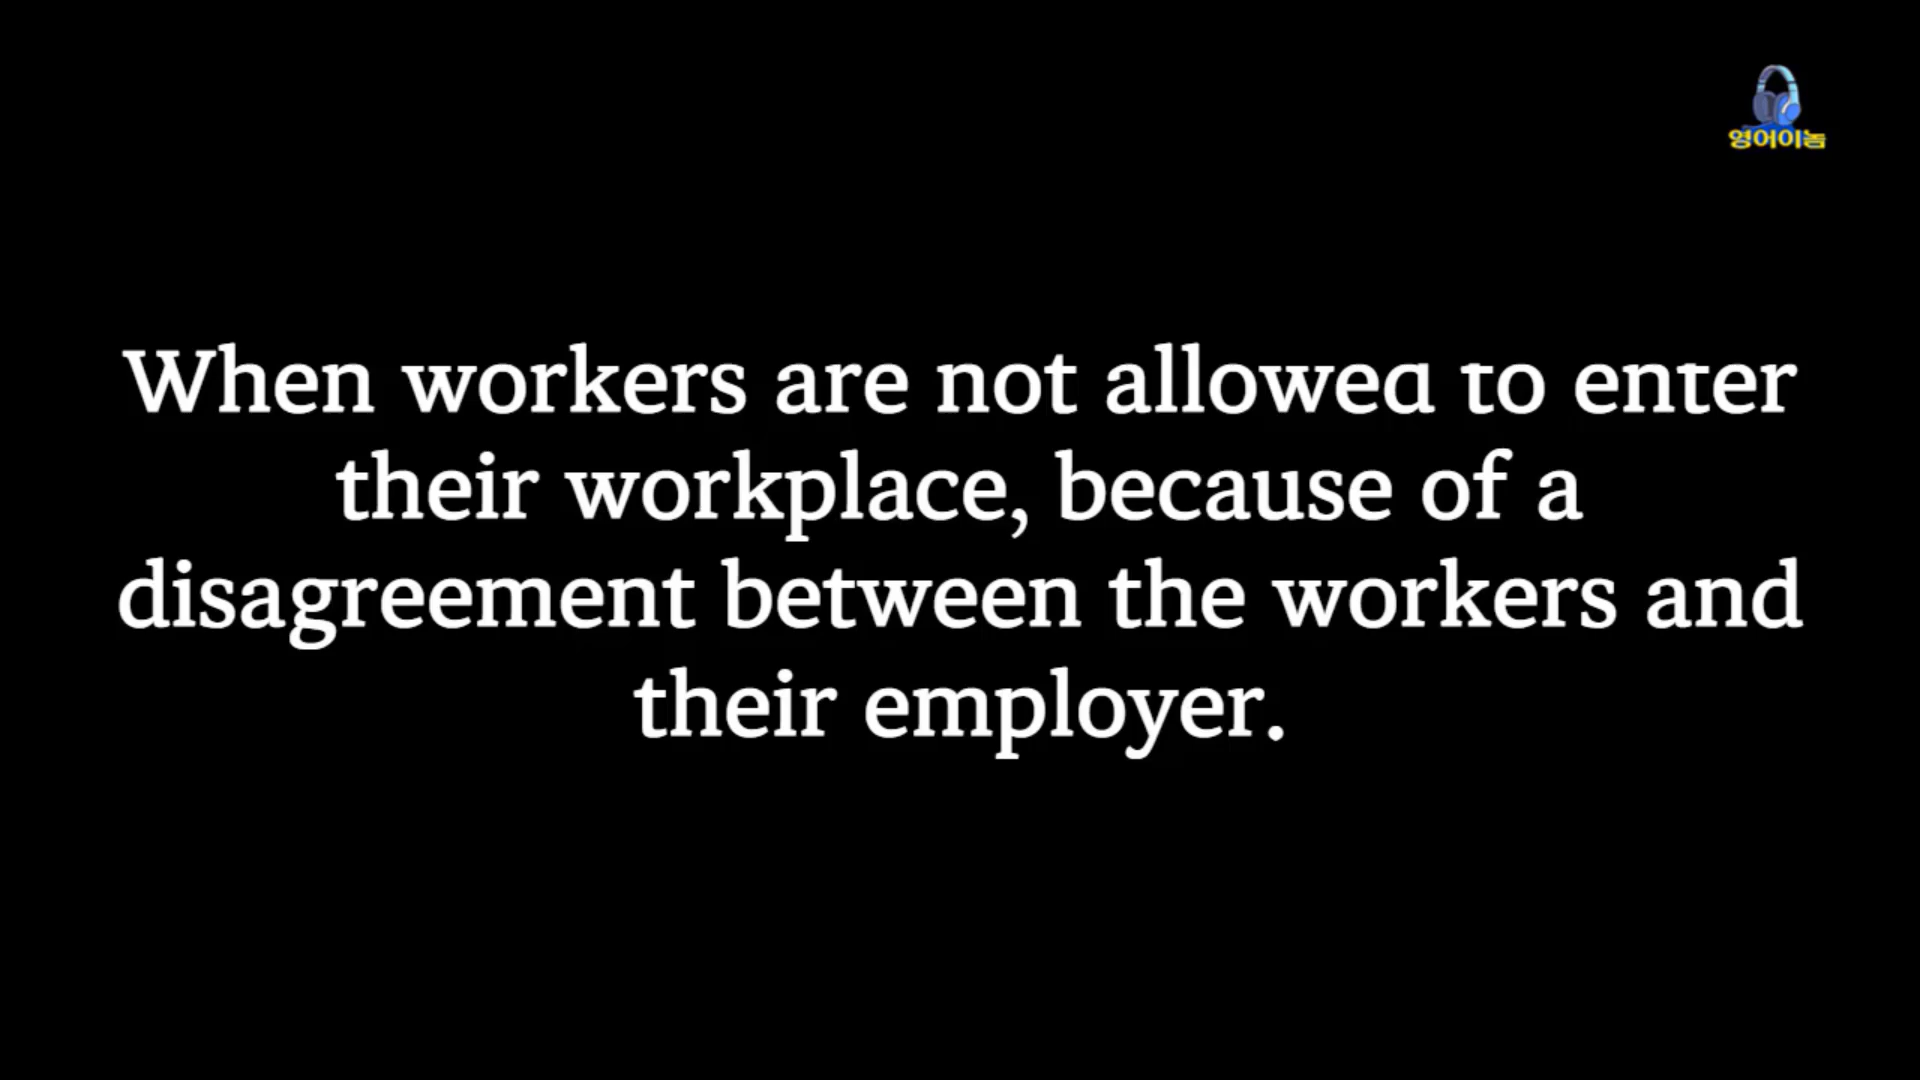 영어이놈
When workers are not allowed to enter
their workplace, because of a
disagreement between the workers and
their employer.